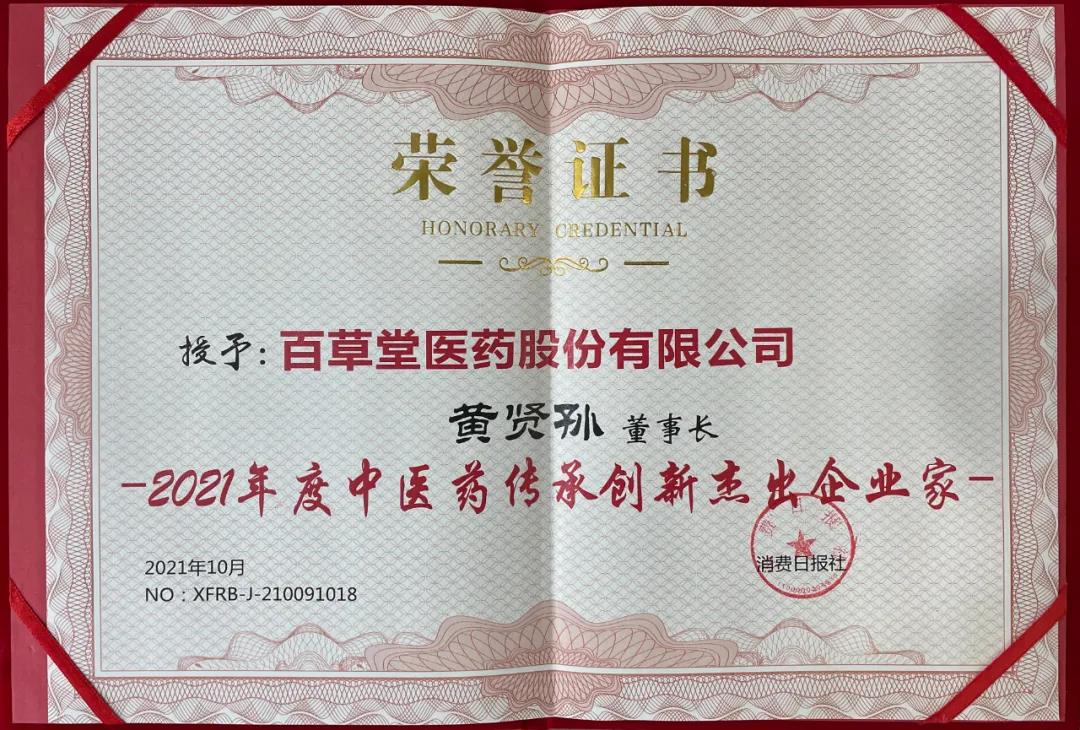 荣誉证书
HONORARY CREDENTIAL
授予：百草堂医药股份有限公司
黄贤孙 董事长
-2021年度中医药传承创新杰出企业家-
2021年10月
NO：XFRB-J-210091018
消费日报社